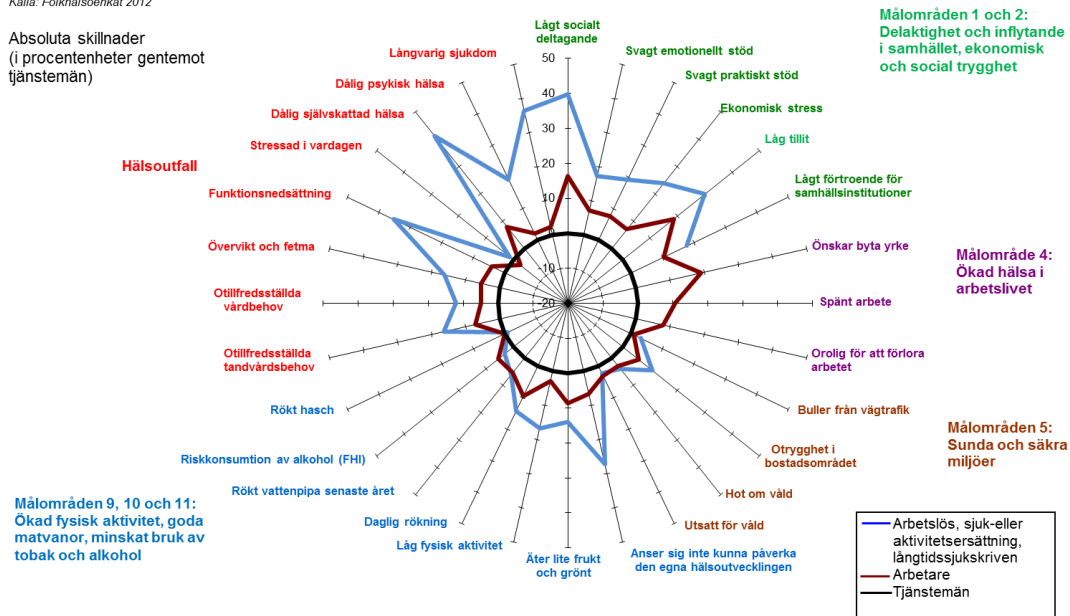 Källa: Folkhälsoenkät 2012
Absoluta skillnader
(i procentenheter gentemot
tjänstemän)
Målområden 1 och 2:
Delaktighet och inflytande
i samhället, ekonomisk
och social trygghet
Lågt socialt
deltagande
Svagt emotionellt stöd
Svagt praktiskt stöd
Ekonomisk stress
Låg tillit
Lågt förtroende för
samhällsinstitutioner
Önskar byta yrke
Målområde 4:
Ökad hälsa i
arbetslivet
Spänt arbete
Orolig för att förlora
arbetet
Buller från vägtrafik
Målområden 5:
Sunda och säkra
miljöer
Otrygghet i
bostadsområdet
Hot om våld
Utsatt för våld
Anser sig inte kunna påverka
den egna hälsoutvecklingen
Äter lite frukt
och grönt
Låg fysisk aktivitet
Daglig rökning
Rökt vattenpipa senaste året
Riskkonsumtion av alkohol (FHI)
Rökt hasch
Målområden 9, 10 och 11:
Ökad fysisk aktivitet, goda
matvanor, minskat bruk av
tobak och alkohol
Otillfredsställda
tandvårdsbehov
Otillfredsställda
vårdbehov
Övervikt och fetma
Funktionsnedsättning
Hälsoutfall
Stressad i vardagen
Dålig självskattad hälsa
Dålig psykisk hälsa
Långvarig sjukdom
50
40
30
20
10
-10
-20
Arbetslös, sjuk-eller
aktivitetsersättning,
långtidssjukskriven
Arbetare
Tjänstemän